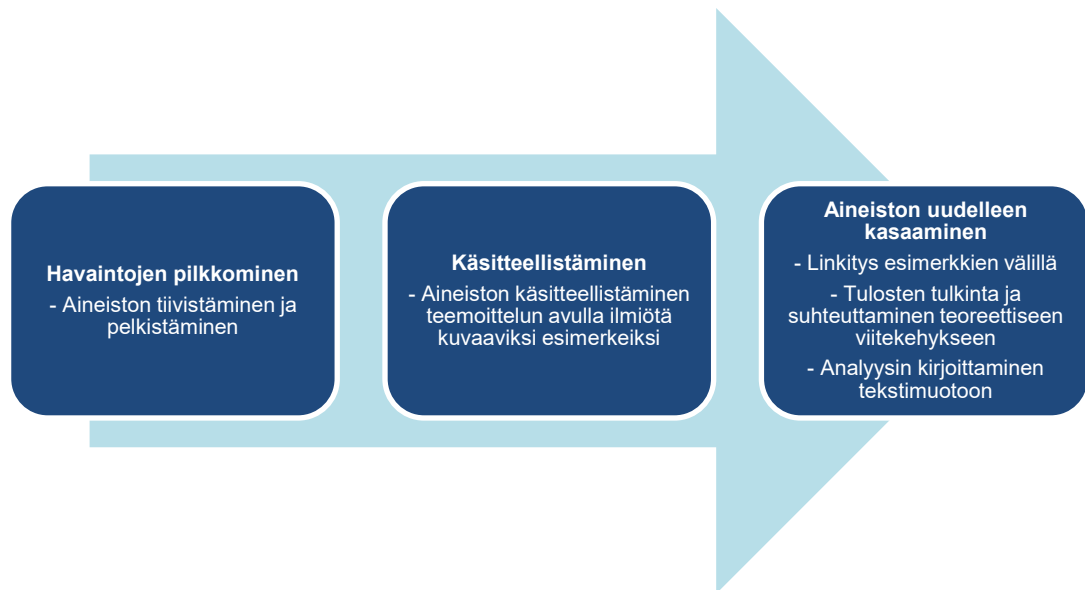 Havaintojen pilkkominen
- Aineiston tiivistäminen ja
pelkistäminen
Käsitteellistäminen
- Aineiston käsitteellistäminen
teemoittelun avulla ilmiötä
kuvaaviksi esimerkeiksi
Aineiston uudelleen
kasaaminen
- Linkitys esimerkkien välillä
- Tulosten tulkinta ja
suhteuttaminen teoreettiseen
viitekehykseen
- Analyysin kirjoittaminen
tekstimuotoon